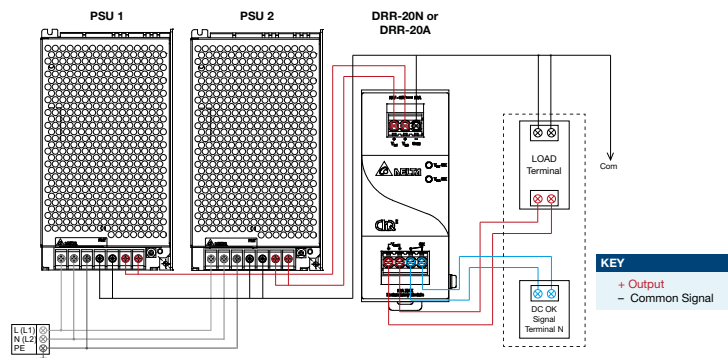 PSU 1
PSU 2
DRR-20N or
DRR-20A
DELTA
LOAD
Terminal
Com
KEY
+ Output
– Common Signal
DC OK
Signal
Terminal N
L (L1)
N (L2)
PE